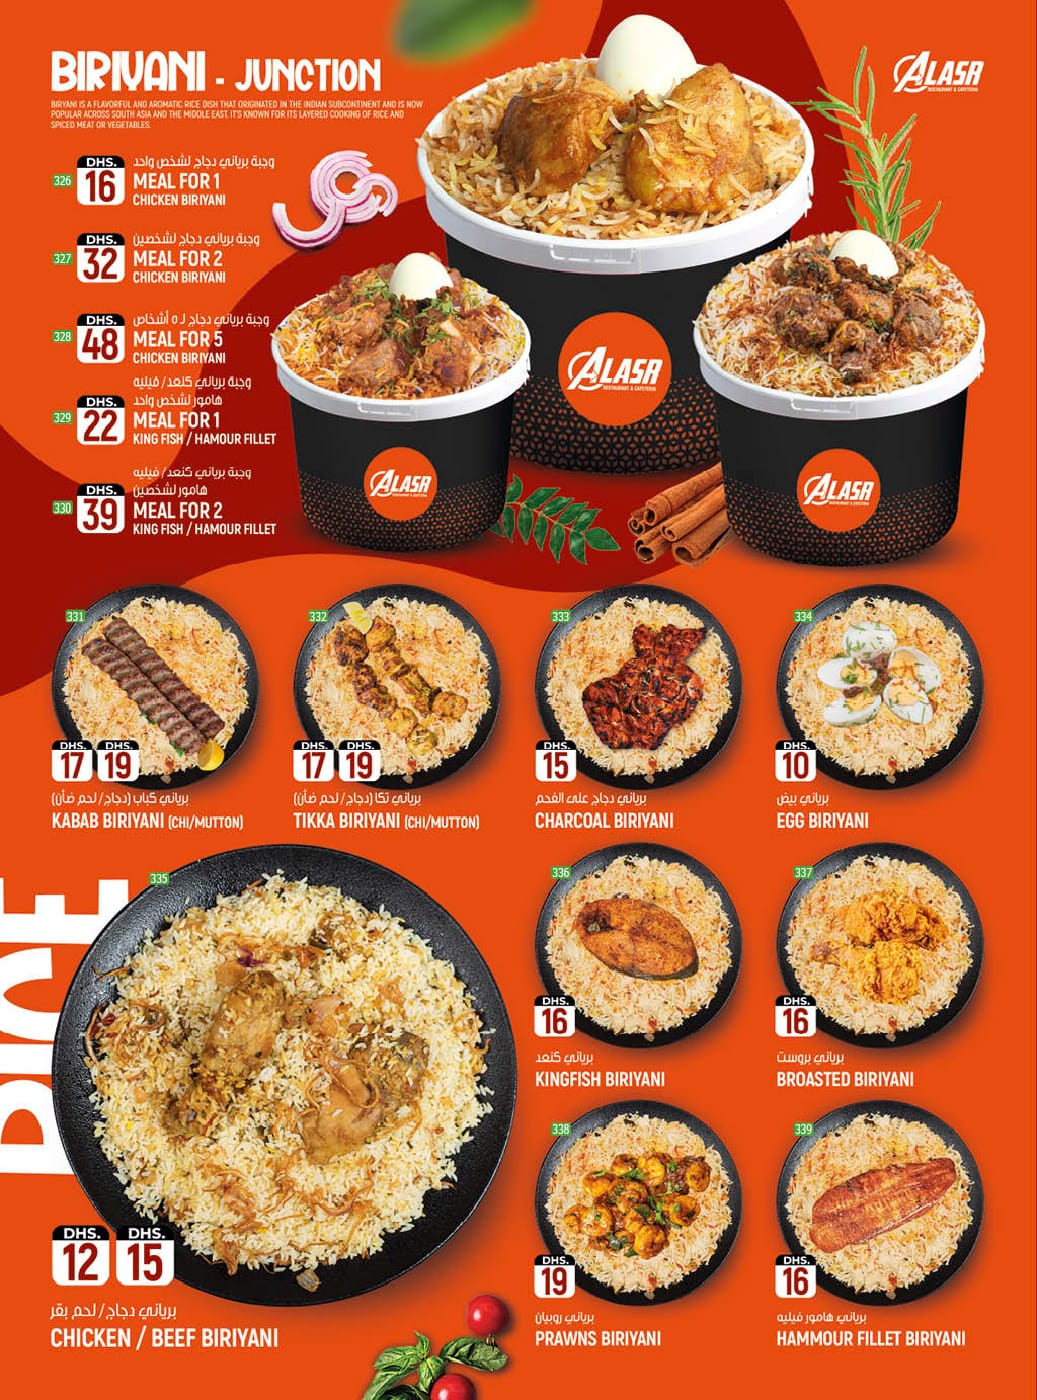 BIRIYANI - JUNCTION
BIRYANI IS A FLAVORFUL AND AROMATIC RICE DISH THAT ORIGINATED IN THE INDIAN SUBCONTINENT AND IS NOW
POPULAR ACROSS SOUTH ASIA AND THE MIDDLE EAST. IT'S KNOWN FOR ITS LAYERED COOKING OF RICE AND
SPICED MEAT OR VEGETABLES.
ALASR
RESTAURANT & CAFETERIA
326
DHS.
16
وجبة برياني دجاج لشخص واحد
MEAL FOR 1
CHICKEN BIRIYANI
327
DHS.
32
وجبة برياني دجاج لشخصين
MEAL FOR 2
CHICKEN BIRIYANI
328
DHS.
48
وجبة برياني دجاج لـ ٥ أشخاص
MEAL FOR 5
CHICKEN BIRIYANI
329
DHS.
22
وجبة برياني كنعد/ فيليه
هامور لشخص واحد
MEAL FOR 1
KING FISH / HAMOUR FILLET
330
DHS.
39
وجبة برياني كنعد/ فيليه
هامور لشخصين
MEAL FOR 2
KING FISH / HAMOUR FILLET
ALASR
RESTAURANT & CAFETERIA
ALASR
RESTAURANT & CAFETERIA
ALASR
RESTAURANT & CAFETERIA
331
DHS. DHS.
17 19
برياني كباب (دجاج/ لحم ضأن)
KABAB BIRIYANI (CHI/MUTTON)
332
DHS. DHS.
17 19
برياني تكا (دجاج/ لحم ضأن)
TIKKA BIRIYANI (CHI/MUTTON)
333
DHS.
15
برياني دجاج على الفحم
CHARCOAL BIRIYANI
334
DHS.
10
برياني بيض
EGG BIRIYANI
RICE
335
DHS. DHS.
12 15
برياني دجاج/ لحم بقر
CHICKEN / BEEF BIRIYANI
336
DHS.
16
برياني كنعد
KINGFISH BIRIYANI
337
DHS.
16
برياني بروست
BROASTED BIRIYANI
338
DHS.
19
برياني روبيان
PRAWNS BIRIYANI
339
DHS.
16
برياني هامور فيليه
HAMMOUR FILLET BIRIYANI